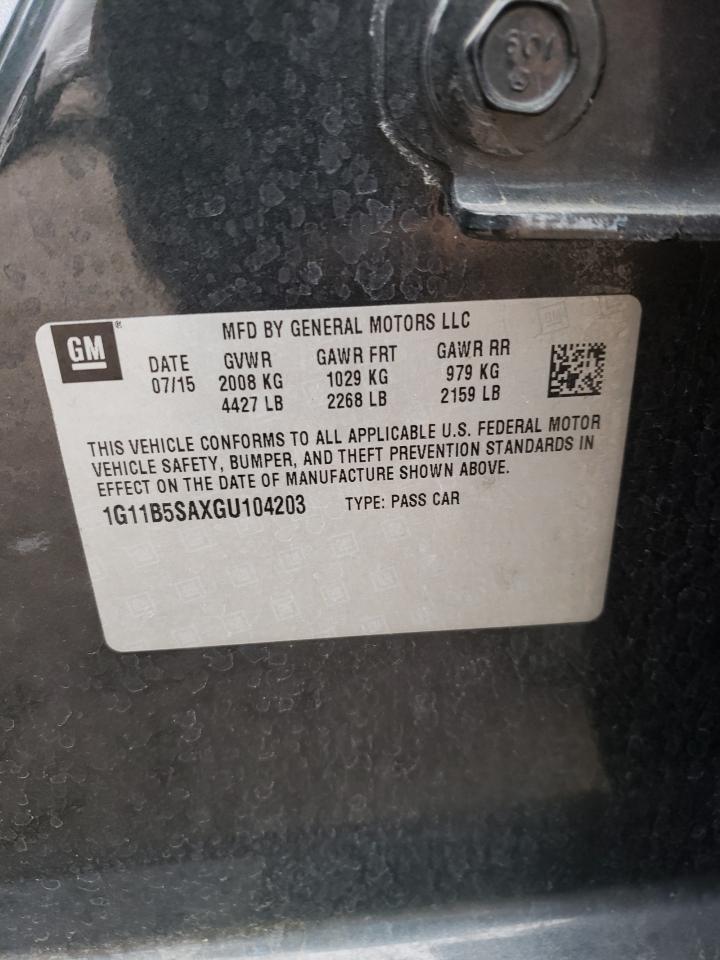 GM®
MFD BY GENERAL MOTORS LLC
DATE GVWR GAWR FRT GAWR RR
07/15 2008 KG 1029 KG 979 KG
4427 LB 2268 LB 2159 LB
THIS VEHICLE CONFORMS TO ALL APPLICABLE U.S. FEDERAL MOTOR
VEHICLE SAFETY, BUMPER, AND THEFT PREVENTION STANDARDS IN
EFFECT ON THE DATE OF MANUFACTURE SHOWN ABOVE.
1G11B5SAXGU104203 TYPE: PASS CAR